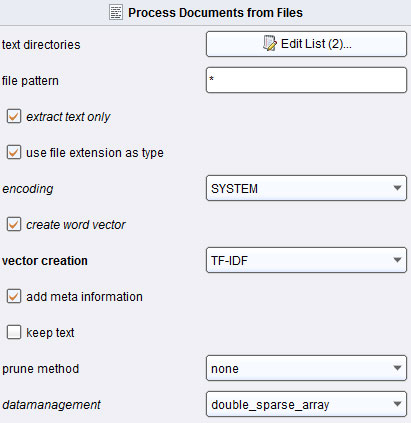 Process Documents from Files
text directories Edit List (2)...
file pattern *
extract text only
use file extension as type
encoding SYSTEM
create word vector
vector creation TF-IDF
add meta information
keep text
prune method none
datamanagement double_sparse_array